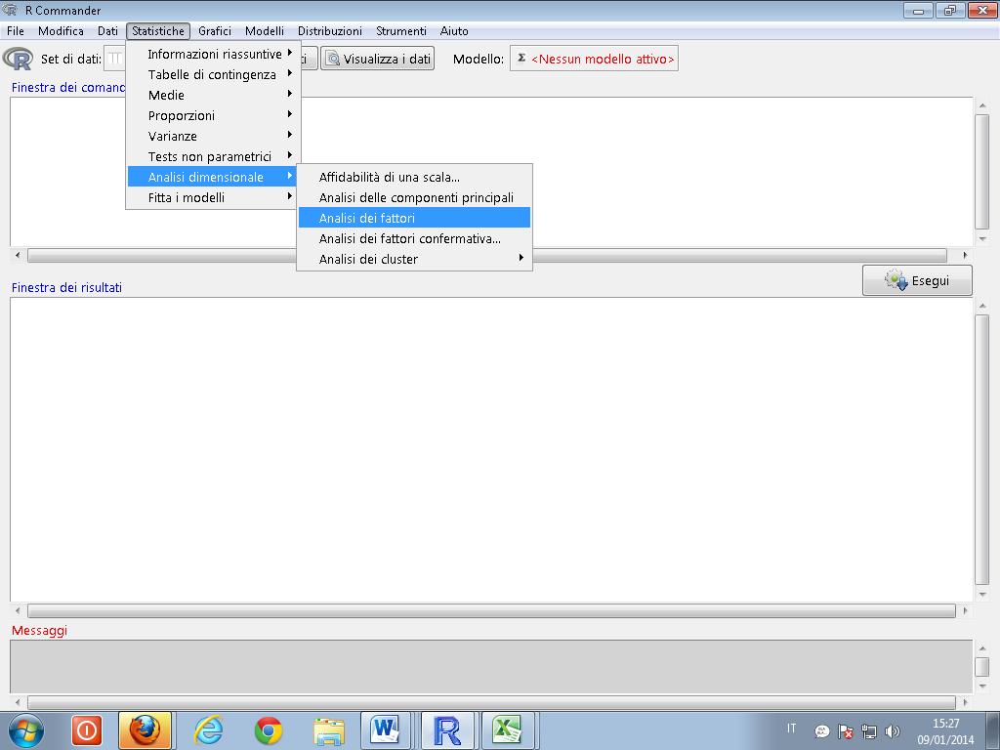 R Commander
File Modifica Dati Statistiche Grafici Modelli Distribuzioni Strumenti Aiuto
Set di dati: Visualizza i dati Modello: Σ <Nessun modello attivo>
Informazioni riassuntive
Tabelle di contingenza
Medie
Proporzioni
Varianze
Tests non parametrici
Analisi dimensionale
Fitta i modelli
Affidabilità di una scala...
Analisi delle componenti principali
Analisi dei fattori
Analisi dei fattori confermativa...
Analisi dei cluster
Finestra dei comand
Esegui
Finestra dei risultati
Messaggi
IT
15:27
09/01/2014